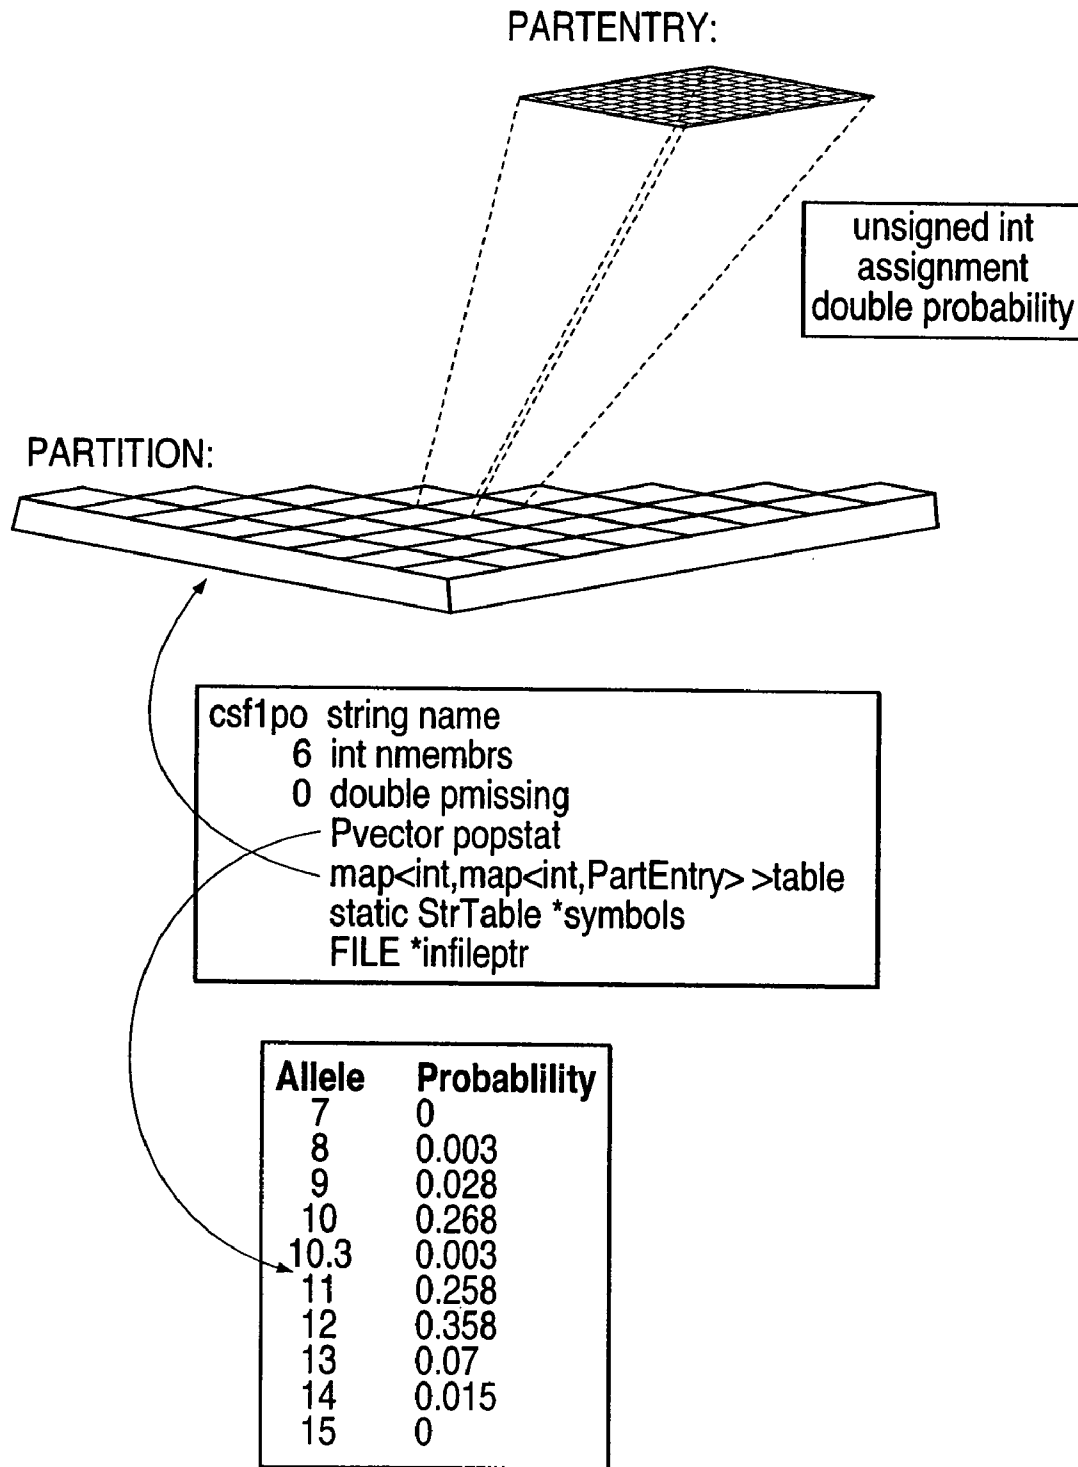 PARTENTRY:
unsigned int
assignment
double probability
PARTITION:
csf1po string name
6 int nmembrs
0 double pmissing
Pvector popstat
map<int,map<int,PartEntry> >table
static StrTable *symbols
FILE *infileptr
Allele Probablility
7 0
8 0.003
9 0.028
10 0.268
10.3 0.003
11 0.258
12 0.358
13 0.07
14 0.015
15 0